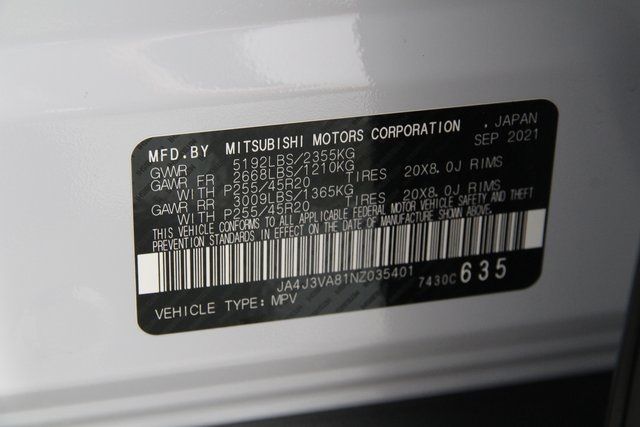 MFD.BY MITSUBISHI MOTORS CORPORATION , JAPAN
GVWR 5192LBS/2355KG SEP 2021
GAWR FR 2668LBS/1210KG
WITH P255/45R20 TIRES 20X8.0J RIMS
GAWR RR 3009LBS/1365KG
WITH P255/45R20 TIRES 20X8.0J RIMS
THIS VEHICLE CONFORMS TO ALL APPLICABLE FEDERAL MOTOR VEHICLE SAFETY AND THEFT
PREVENTION STANDARDS IN EFFECT ON THE DATE OF MANUFACTURE SHOWN ABOVE.
JA4J3VA81NZ035401 7430C 635
VEHICLE TYPE: MPV